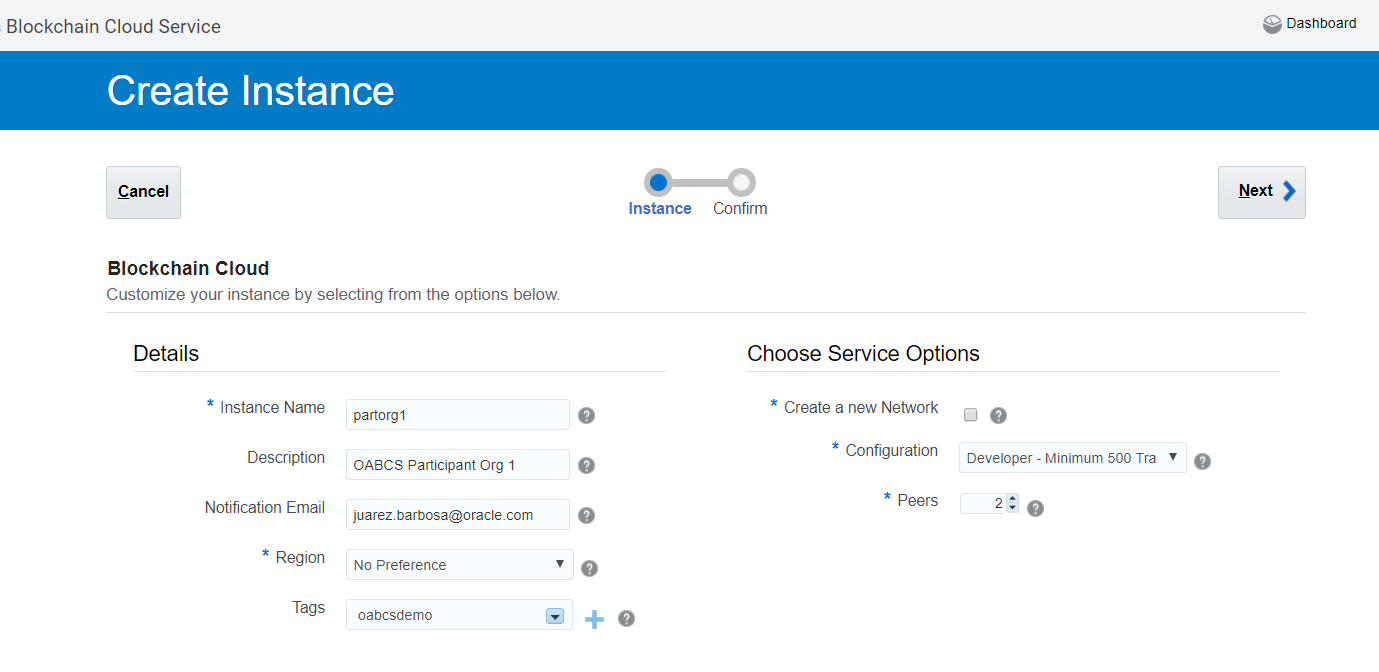 Blockchain Cloud Service
Dashboard
Create Instance
Cancel
Instance
Confirm
Next
Blockchain Cloud
Customize your instance by selecting from the options below.
Details
* Instance Name
partorg1
Description
OABCS Participant Org 1
Notification Email
juarez.barbosa@oracle.com
* Region
No Preference
Tags
oabcsdemo
Choose Service Options
* Create a new Network
* Configuration
Developer - Minimum 500 Tra
* Peers
2